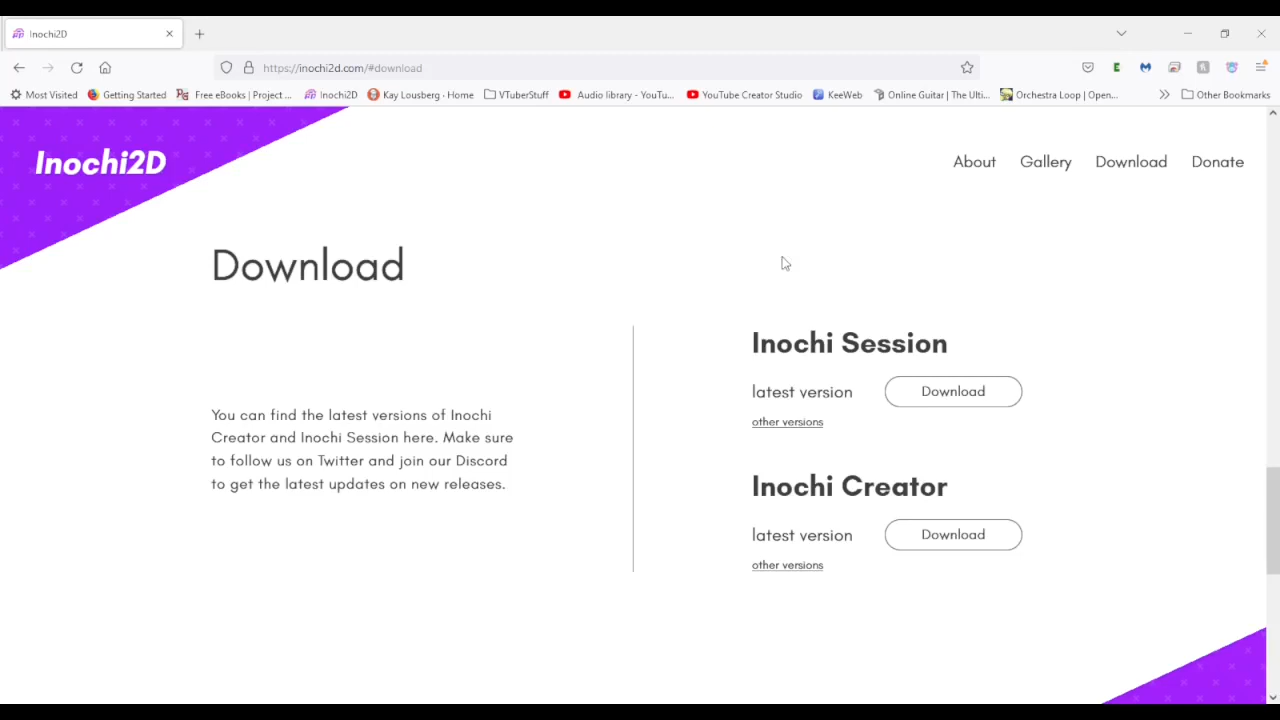 Inochi2D
https://inochi2d.com/#download
Most Visited
Getting Started
Free eBooks | Project ...
Inochi2D
Kay Lousberg - Home
VTuberStuff
Audio library - YouTu...
YouTube Creator Studio
KeeWeb
Online Guitar | The Ulti...
Orchestra Loop | Open...
Other Bookmarks
Inochi2D
About
Gallery
Download
Donate
Download
You can find the latest versions of Inochi
Creator and Inochi Session here. Make sure
to follow us on Twitter and join our Discord
to get the latest updates on new releases.
Inochi Session
latest version
Download
other versions
Inochi Creator
latest version
Download
other versions